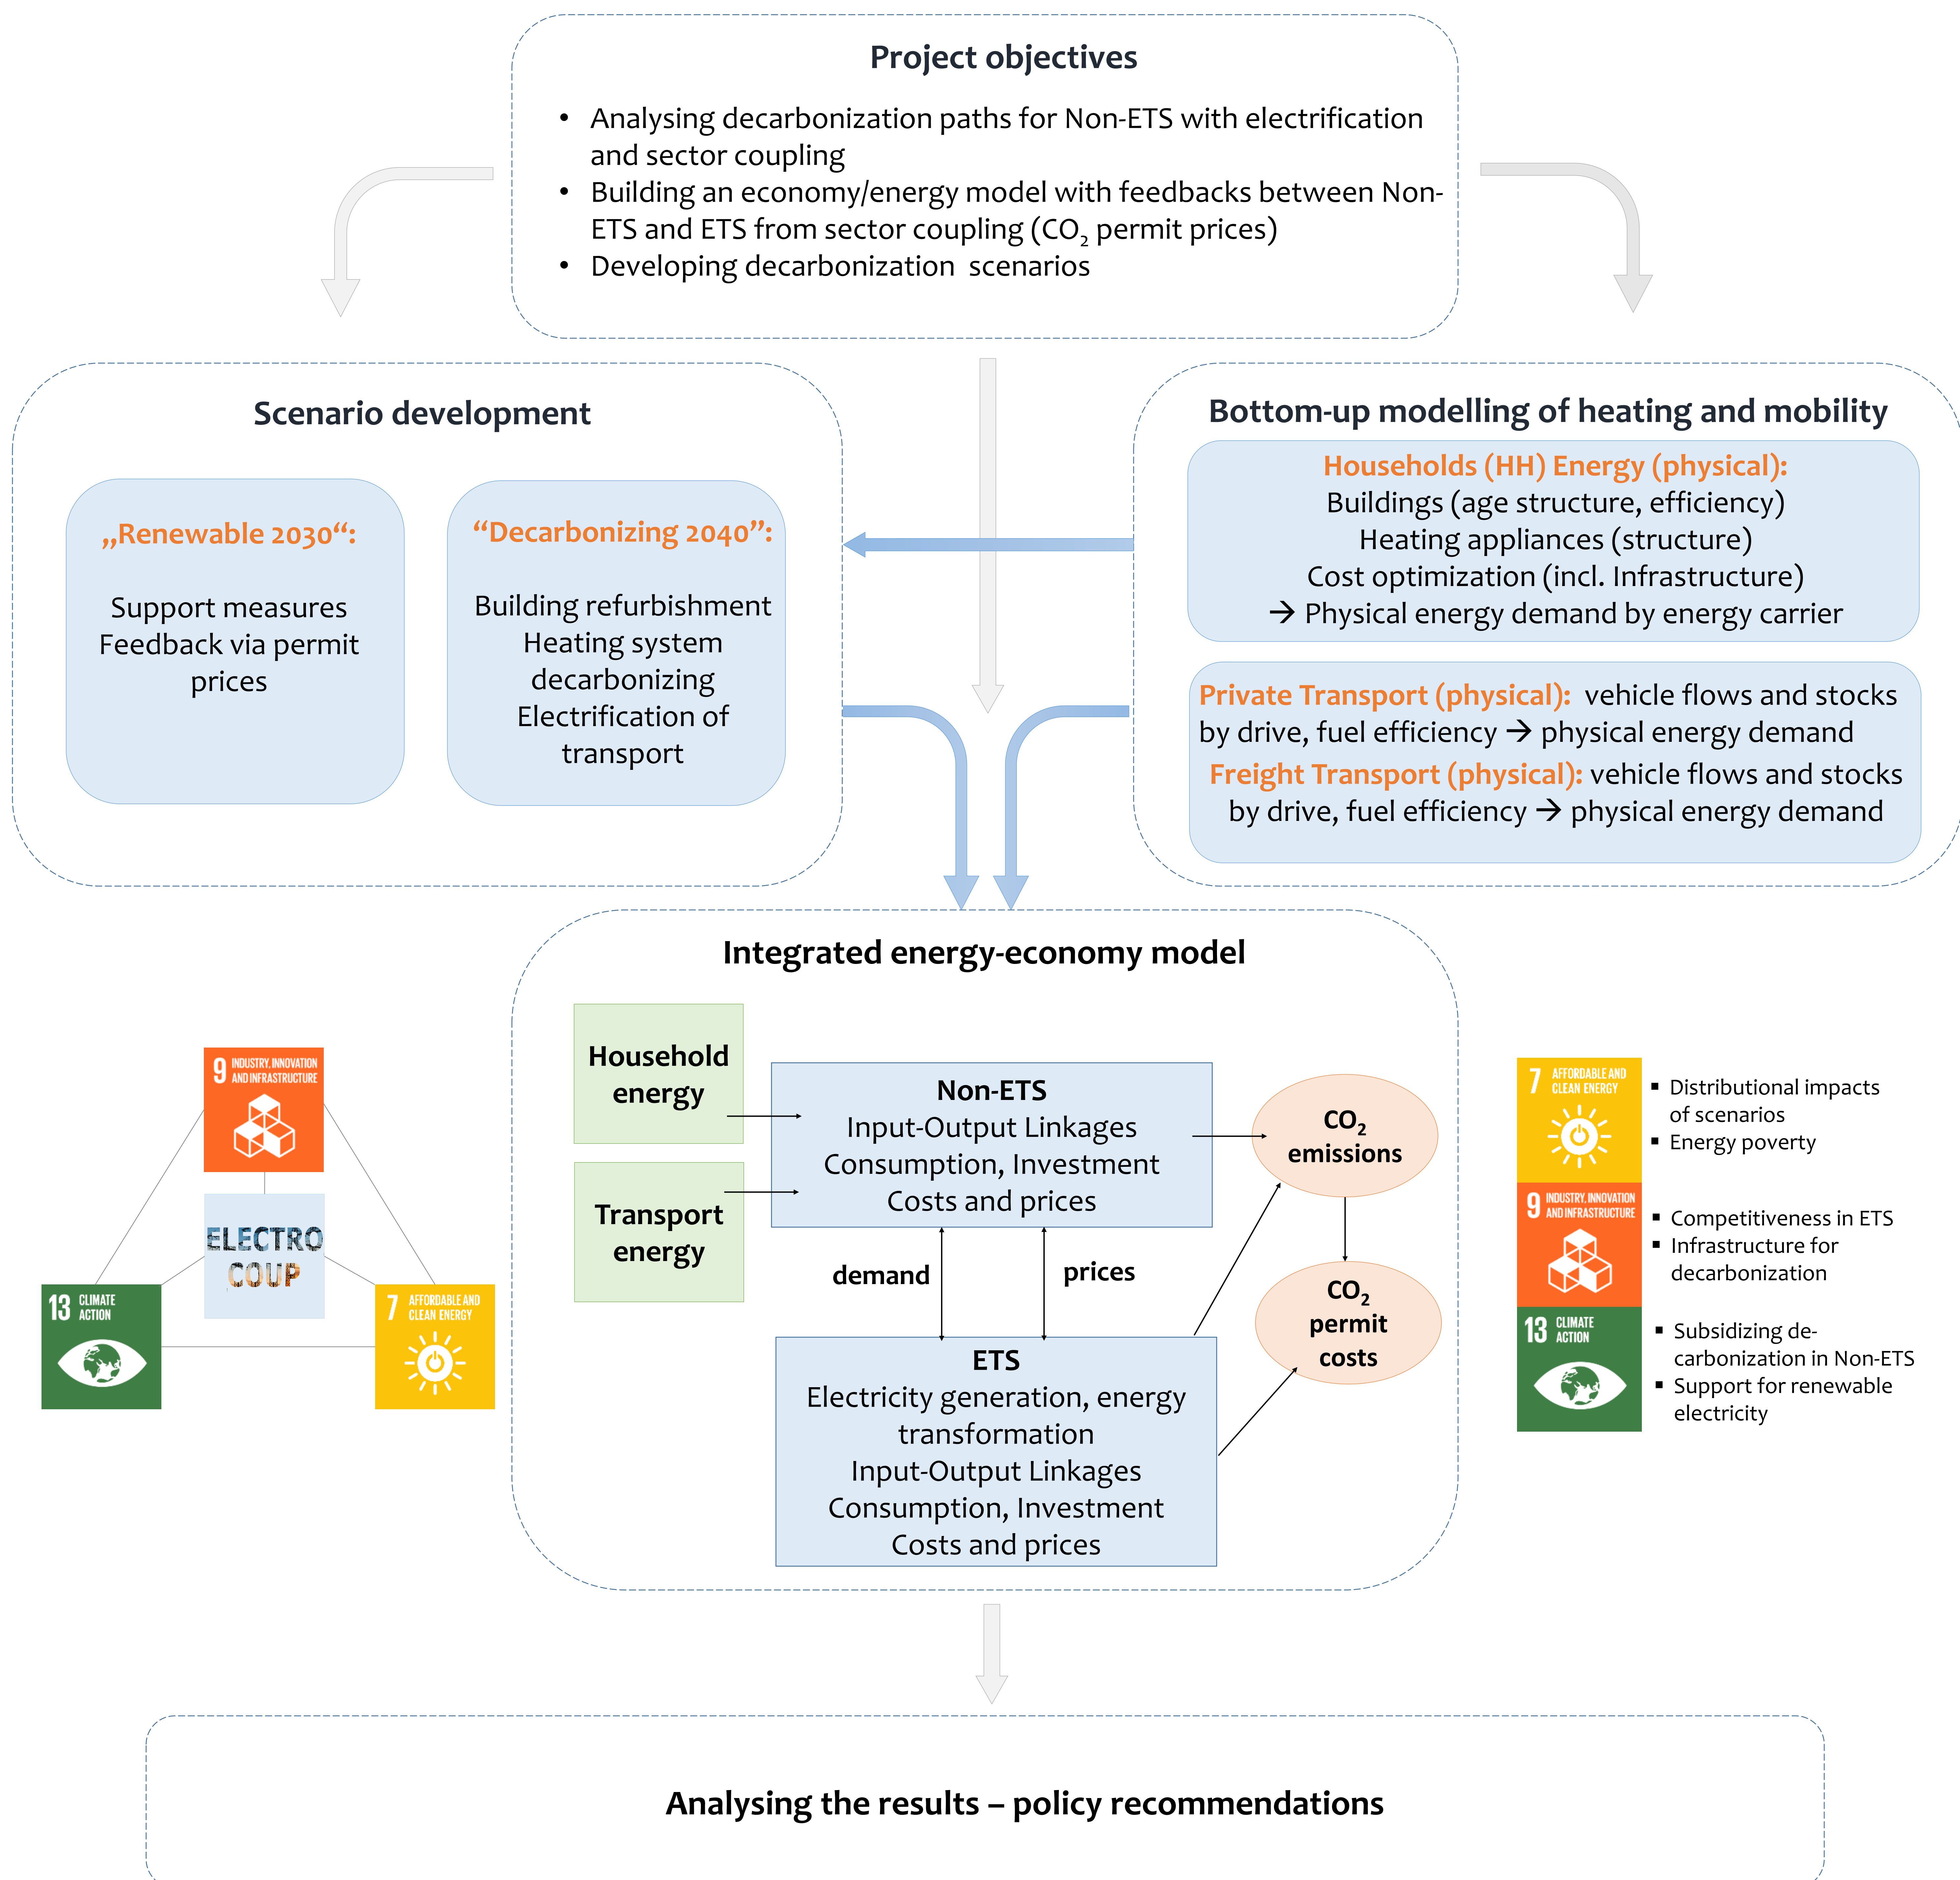 Project objectives
• Analysing decarbonization paths for Non-ETS with electrification
and sector coupling
• Building an economy/energy model with feedbacks between Non-
ETS and ETS from sector coupling (CO₂ permit prices)
• Developing decarbonization scenarios
Scenario development
„Renewable 2030“:
Support measures
Feedback via permit
prices
“Decarbonizing 2040”:
Building refurbishment
Heating system
decarbonizing
Electrification of
transport
Bottom-up modelling of heating and mobility
Households (HH) Energy (physical):
Buildings (age structure, efficiency)
Heating appliances (structure)
Cost optimization (incl. Infrastructure)
→ Physical energy demand by energy carrier
Private Transport (physical): vehicle flows and stocks
by drive, fuel efficiency → physical energy demand
Freight Transport (physical): vehicle flows and stocks
by drive, fuel efficiency → physical energy demand
Integrated energy-economy model
Household
energy
Transport
energy
Non-ETS
Input-Output Linkages
Consumption, Investment
Costs and prices
demand
prices
ETS
Electricity generation, energy
transformation
Input-Output Linkages
Consumption, Investment
Costs and prices
CO₂
emissions
CO₂
permit
costs
9 INDUSTRY, INNOVATION
AND INFRASTRUCTURE
ELECTRO
COUP
13 CLIMATE
ACTION
7 AFFORDABLE AND
CLEAN ENERGY
7 AFFORDABLE AND
CLEAN ENERGY
▪ Distributional impacts
of scenarios
▪ Energy poverty
9 INDUSTRY, INNOVATION
AND INFRASTRUCTURE
▪ Competitiveness in ETS
▪ Infrastructure for
decarbonization
13 CLIMATE
ACTION
▪ Subsidizing de-
carbonization in Non-ETS
▪ Support for renewable
electricity
Analysing the results – policy recommendations